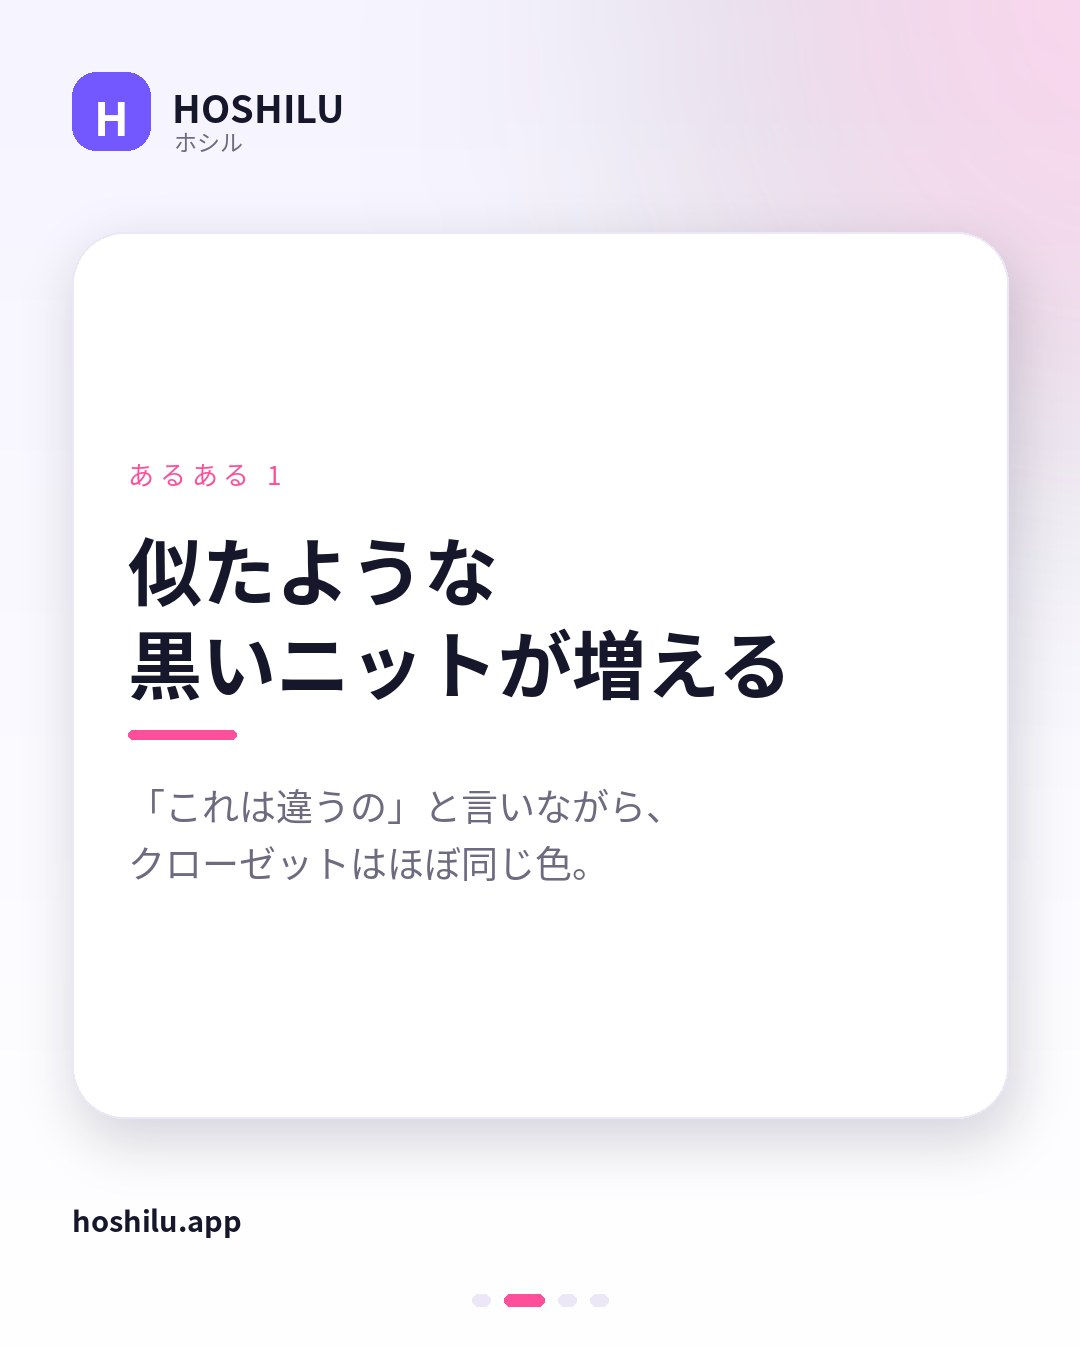 H
HOSHILU
ホシル
あるある 1
似たような
黒いニットが増える
「これは違うの」と言いながら、
クローゼットはほぼ同じ色。
hoshilu.app